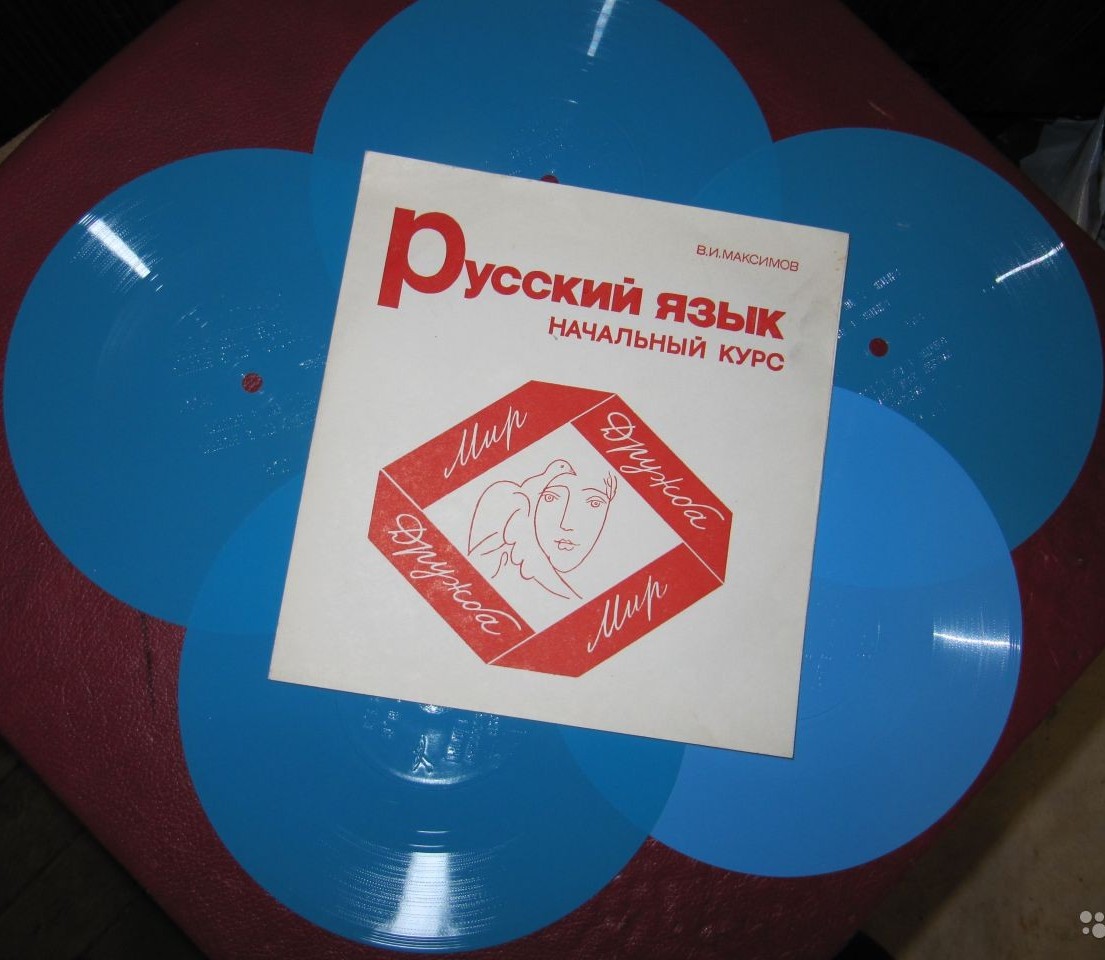 В.И.МАКСИМОВ
Русский язык
НАЧАЛЬНЫЙ КУРС
Мир
Дружба
Дружба
Мир